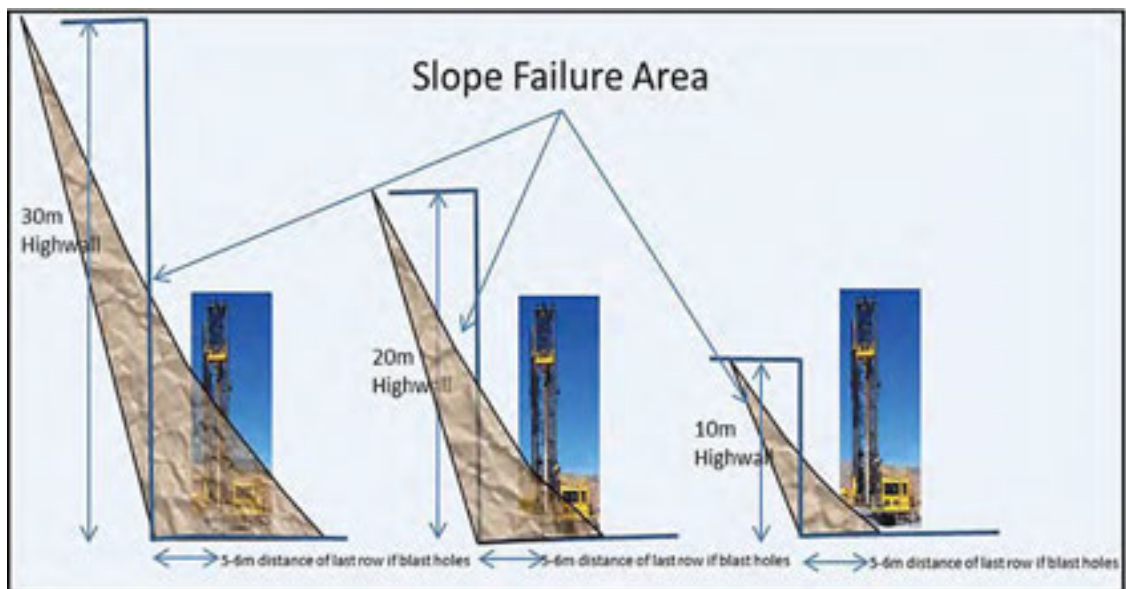 Slope Failure Area
30m
Highwall
20m
Highwall
10m
Highwall
5-6m distance of last row if blast holes
5-6m distance of last row if blast holes
5-6m distance of last row if blast holes